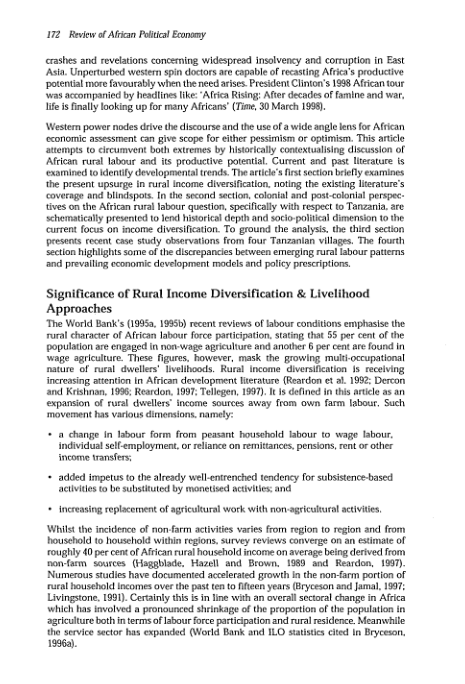 172 Review of African Political Economy
crashes and revelations concerning widespread insolvency and corruption in East
Asia. Unperturbed western spin doctors are capable of recasting Africa's productive
potential more favourably when the need arises. President Clinton's 1998 African tour
was accompanied by headlines like: 'Africa Rising: After decades of famine and war,
life is finally looking up for many Africans' (Time, 30 March 1998).
Western power nodes drive the discourse and the use of a wide angle lens for African
economic assessment can give scope for either pessimism or optimism. This article
attempts to circumvent both extremes by historically contextualising discussion of
African rural labour and its productive potential. Current and past literature is
examined to identify developmental trends. The article's first section briefly examines
the present upsurge in rural income diversification, noting the existing literature's
coverage and blindspots. In the second section, colonial and post-colonial perspec-
tives on the African rural labour question, specifically with respect to Tanzania, are
schematically presented to lend historical depth and socio-political dimension to the
current focus on income diversification. To ground the analysis, the third section
presents recent case study observations from four Tanzanian villages. The fourth
section highlights some of the discrepancies between emerging rural labour patterns
and prevailing economic development models and policy prescriptions.
Significance of Rural Income Diversification & Livelihood
Approaches
The World Bank's (1995a, 1995b) recent reviews of labour conditions emphasise the
rural character of African labour force participation, stating that 55 per cent of the
population are engaged in non-wage agriculture and another 6 per cent are found in
wage agriculture. These figures, however, mask the growing multi-occupational
nature of rural dwellers' livelihoods. Rural income diversification is receiving
increasing attention in African development literature (Reardon et al. 1992; Dercon
and Krishnan, 1996; Reardon, 1997; Tellegen, 1997). It is defined in this article as an
expansion of rural dwellers' income sources away from own farm labour. Such
movement has various dimensions, namely:
• a change in labour form from peasant household labour to wage labour,
individual self-employment, or reliance on remittances, pensions, rent or other
income transfers;
• added impetus to the already well-entrenched tendency for subsistence-based
activities to be substituted by monetised activities; and
• increasing replacement of agricultural work with non-agricultural activities.
Whilst the incidence of non-farm activities varies from region to region and from
household to household within regions, survey reviews converge on an estimate of
roughly 40 per cent of African rural household income on average being derived from
non-farm sources (Haggblade, Hazell and Brown, 1989 and Reardon, 1997).
Numerous studies have documented accelerated growth in the non-farm portion of
rural household incomes over the past ten to fifteen years (Bryceson and Jamal, 1997;
Livingstone, 1991). Certainly this is in line with an overall sectoral change in Africa
which has involved a pronounced shrinkage of the proportion of the population in
agriculture both in terms of labour force participation and rural residence. Meanwhile
the service sector has expanded (World Bank and ILO statistics cited in Bryceson,
1996a).